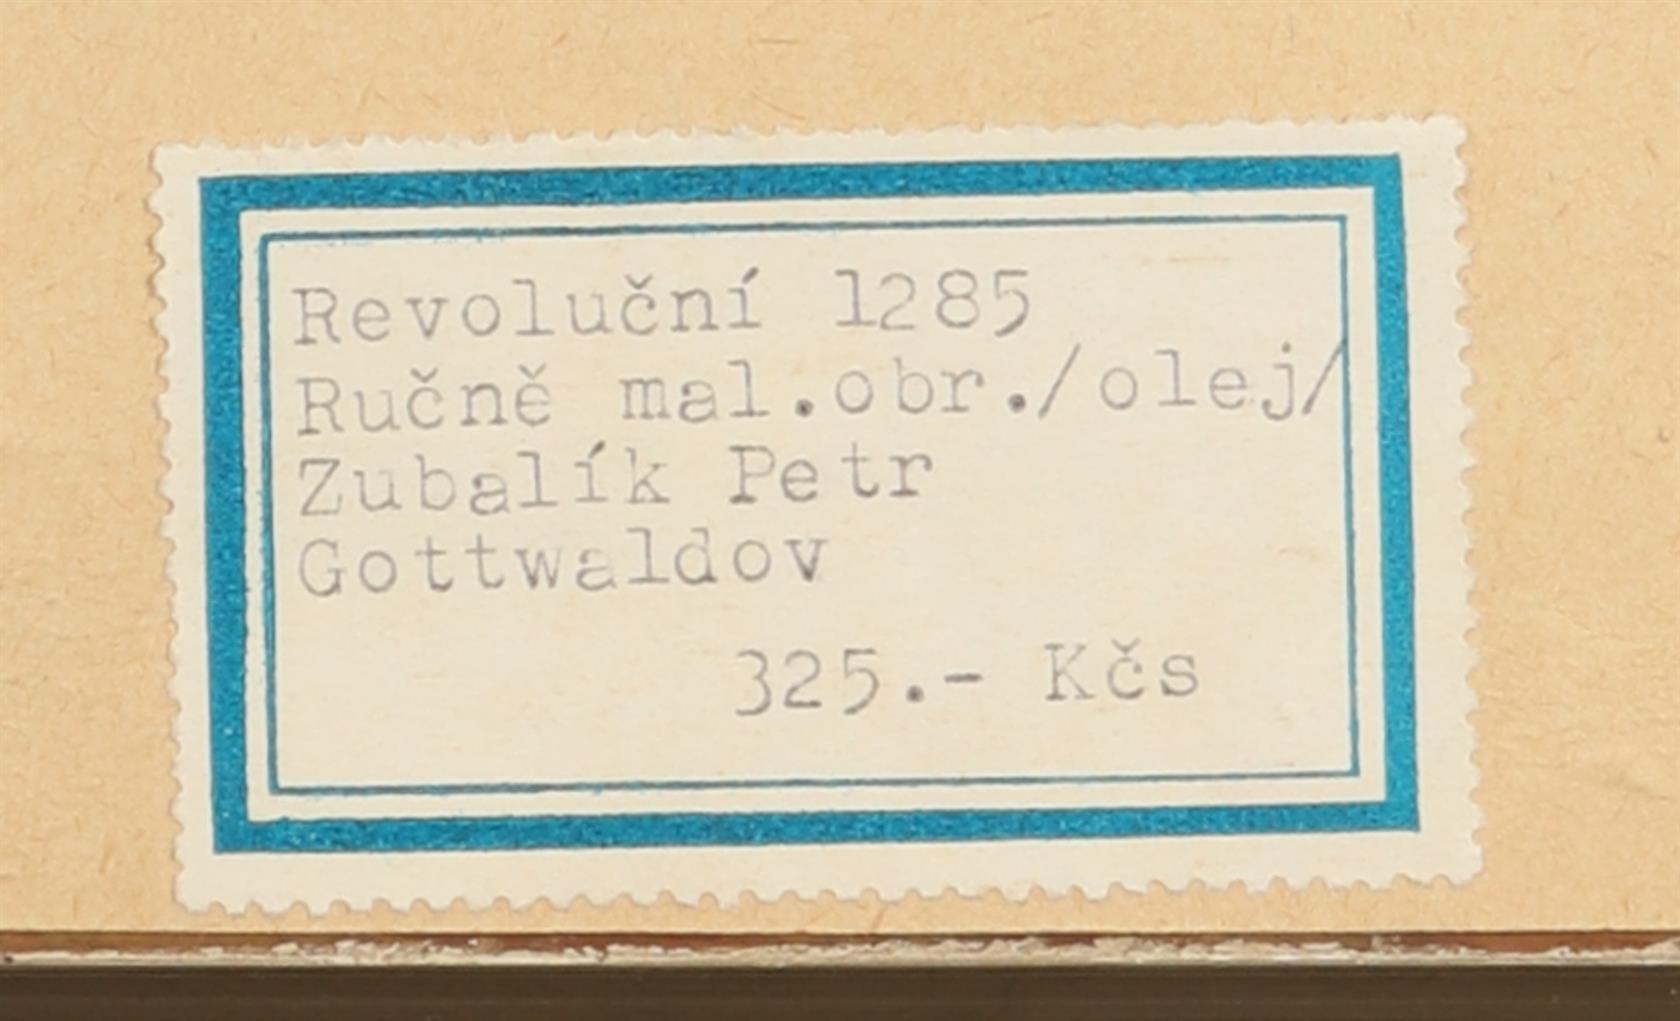 Revoluční 1285
Ručně mal.obr./olej/
Zubalík Petr
Gottwaldov
325.- Kčs